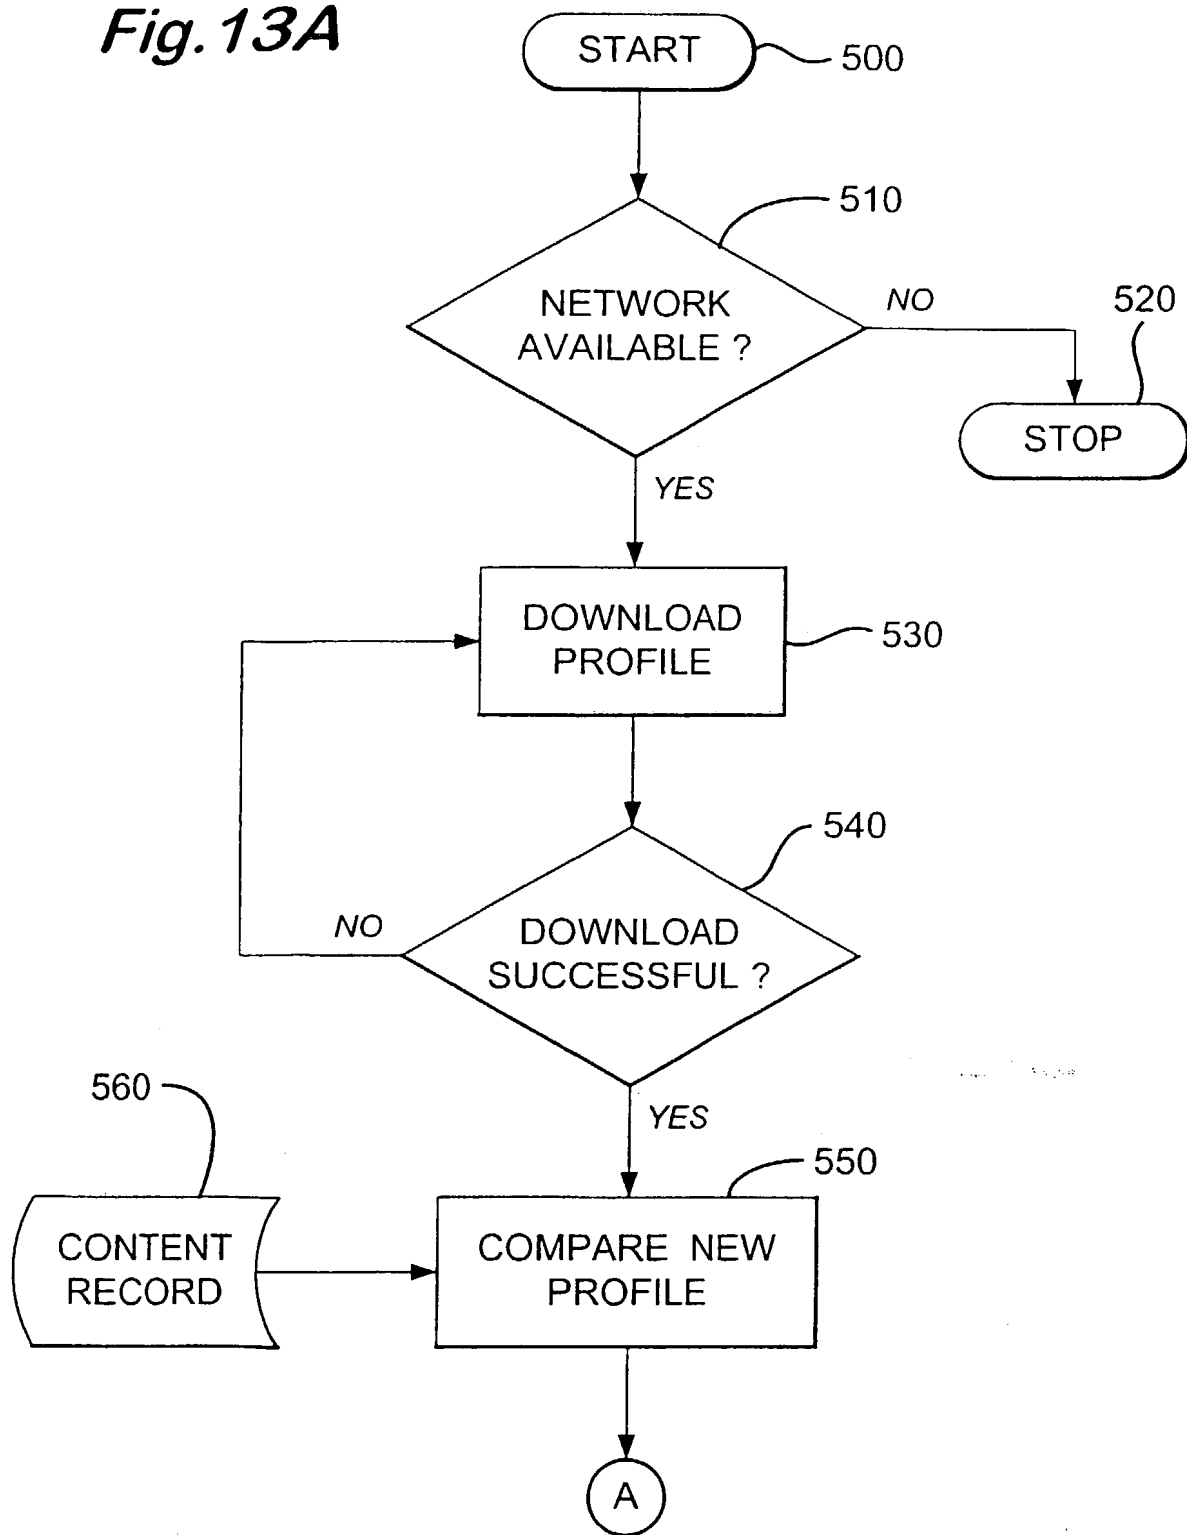 Fig.13A
START
500
510
NETWORK
AVAILABLE ?
NO
520
STOP
YES
DOWNLOAD
PROFILE
530
540
NO
DOWNLOAD
SUCCESSFUL ?
560
YES
550
CONTENT
RECORD
COMPARE NEW
PROFILE
A